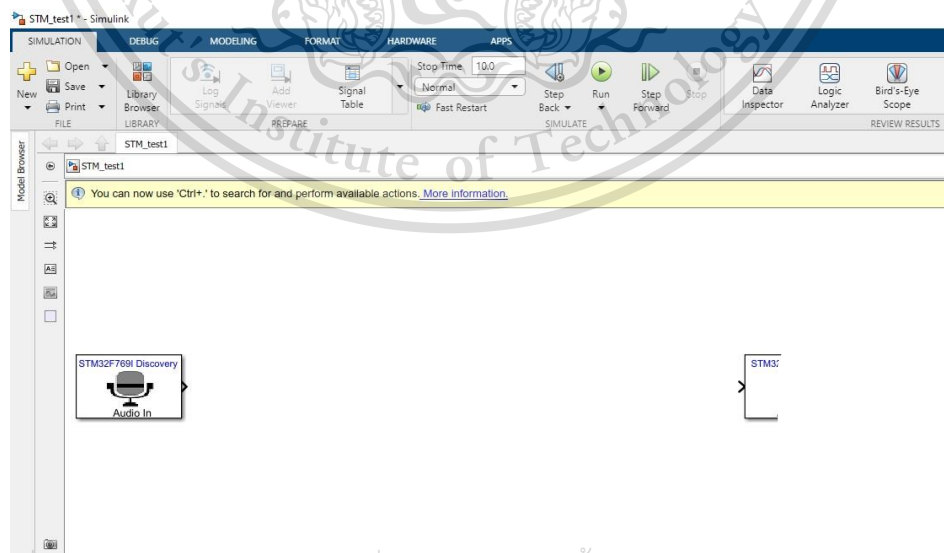 STM_test1 * - Simulink
SIMULATION DEBUG MODELING FORMAT HARDWARE APPS
New
Open
Save
Print
FILE
Library Browser
LIBRARY
Log Signals
Add Viewer
Signal Table
PREPARE
Stop Time 10.0
Normal
Fast Restart
Step Back
Run
Step Forward
Stop
SIMULATE
Data Inspector
Logic Analyzer
Bird's-Eye Scope
REVIEW RESULTS
Model Browser
STM_test1
STM_test1
You can now use 'Ctrl+.' to search for and perform available actions. More information.
STM32F769I Discovery
Audio In
STM3
Institute of Technology